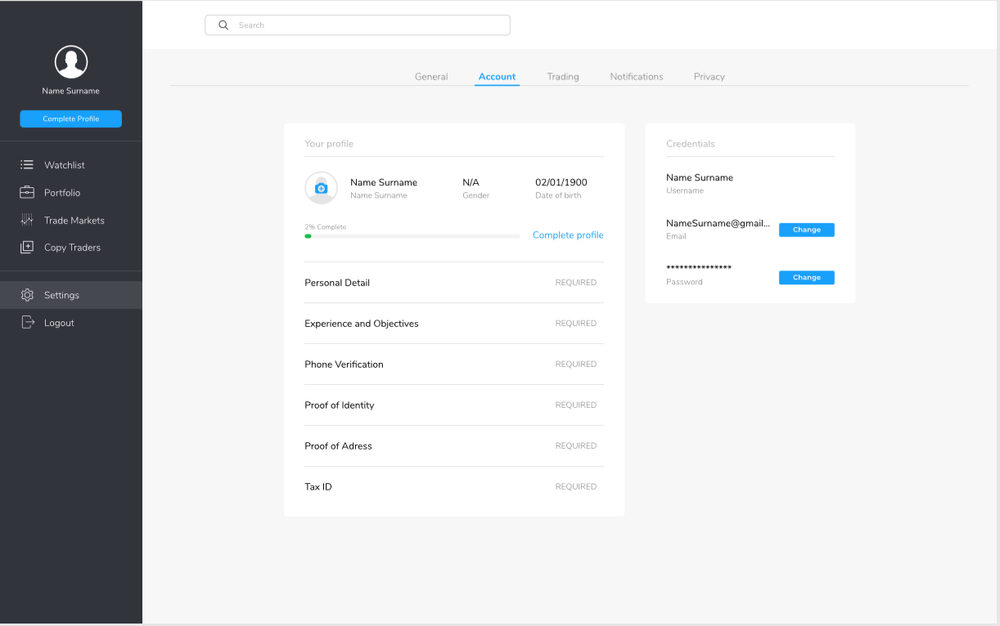 Search
Name Surname
Complete Profile
Watchlist
Portfolio
Trade Markets
Copy Traders
Settings
Logout
General Account Trading Notifications Privacy
Your profile
Name Surname N/A 02/01/1900
Name Surname Gender Date of birth
2% Complete
Complete profile
Personal Detail REQUIRED
Experience and Objectives REQUIRED
Phone Verification REQUIRED
Proof of Identity REQUIRED
Proof of Adress REQUIRED
Tax ID REQUIRED
Credentials
Name Surname
Username
NameSurname@gmail...
Email
Change
***************
Password
Change